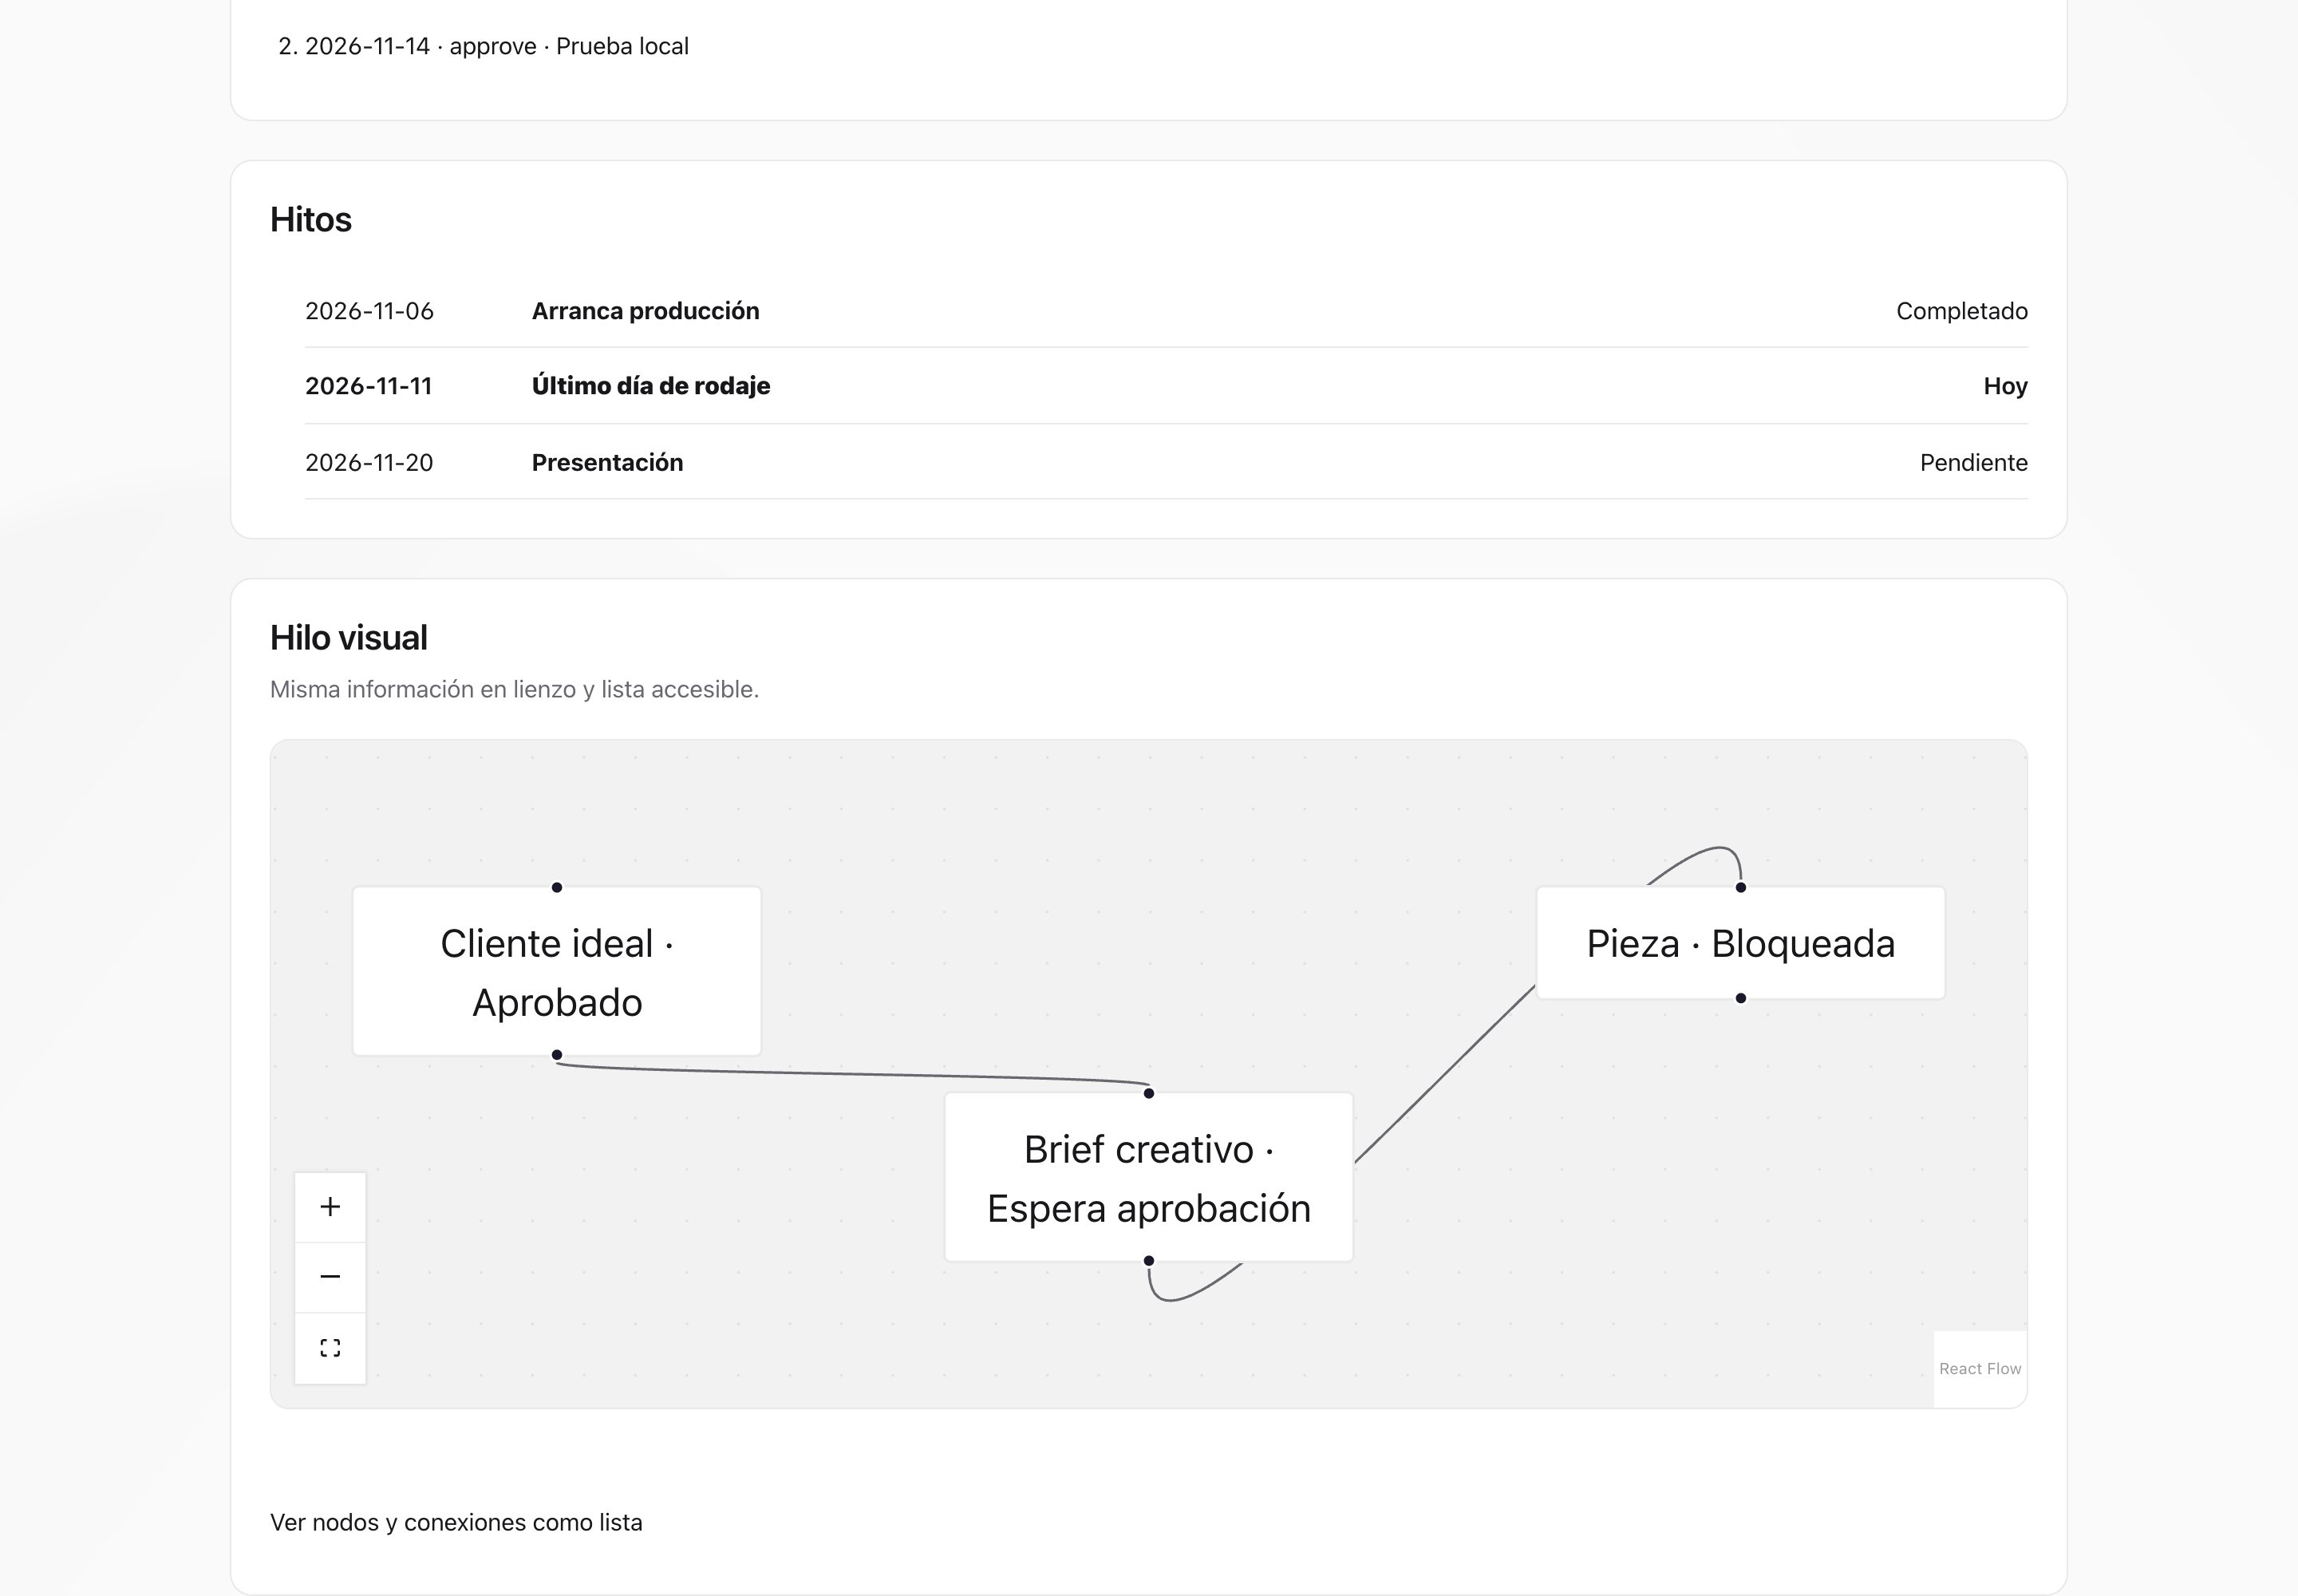 2. 2026-11-14 · approve · Prueba local
Hitos
2026-11-06 Arranca producción Completado
2026-11-11 Último día de rodaje Hoy
2026-11-20 Presentación Pendiente
Hilo visual
Misma información en lienzo y lista accesible.
Cliente ideal ·
Aprobado
Pieza · Bloqueada
Brief creativo ·
Espera aprobación
React Flow
Ver nodos y conexiones como lista